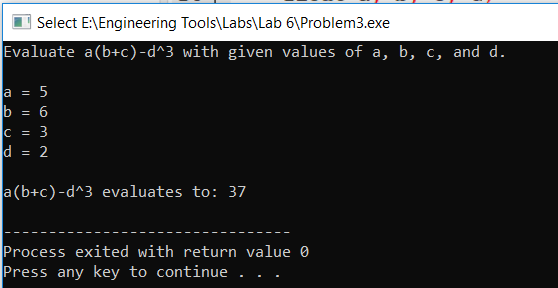 Select E:\Engineering Tools\Labs\Lab 6\Problem3.exe
Evaluate a(b+c)-d^3 with given values of a, b, c, and d.
a = 5
b = 6
c = 3
d = 2
a(b+c)-d^3 evaluates to: 37
--------------------------------
Process exited with return value 0
Press any key to continue . . .